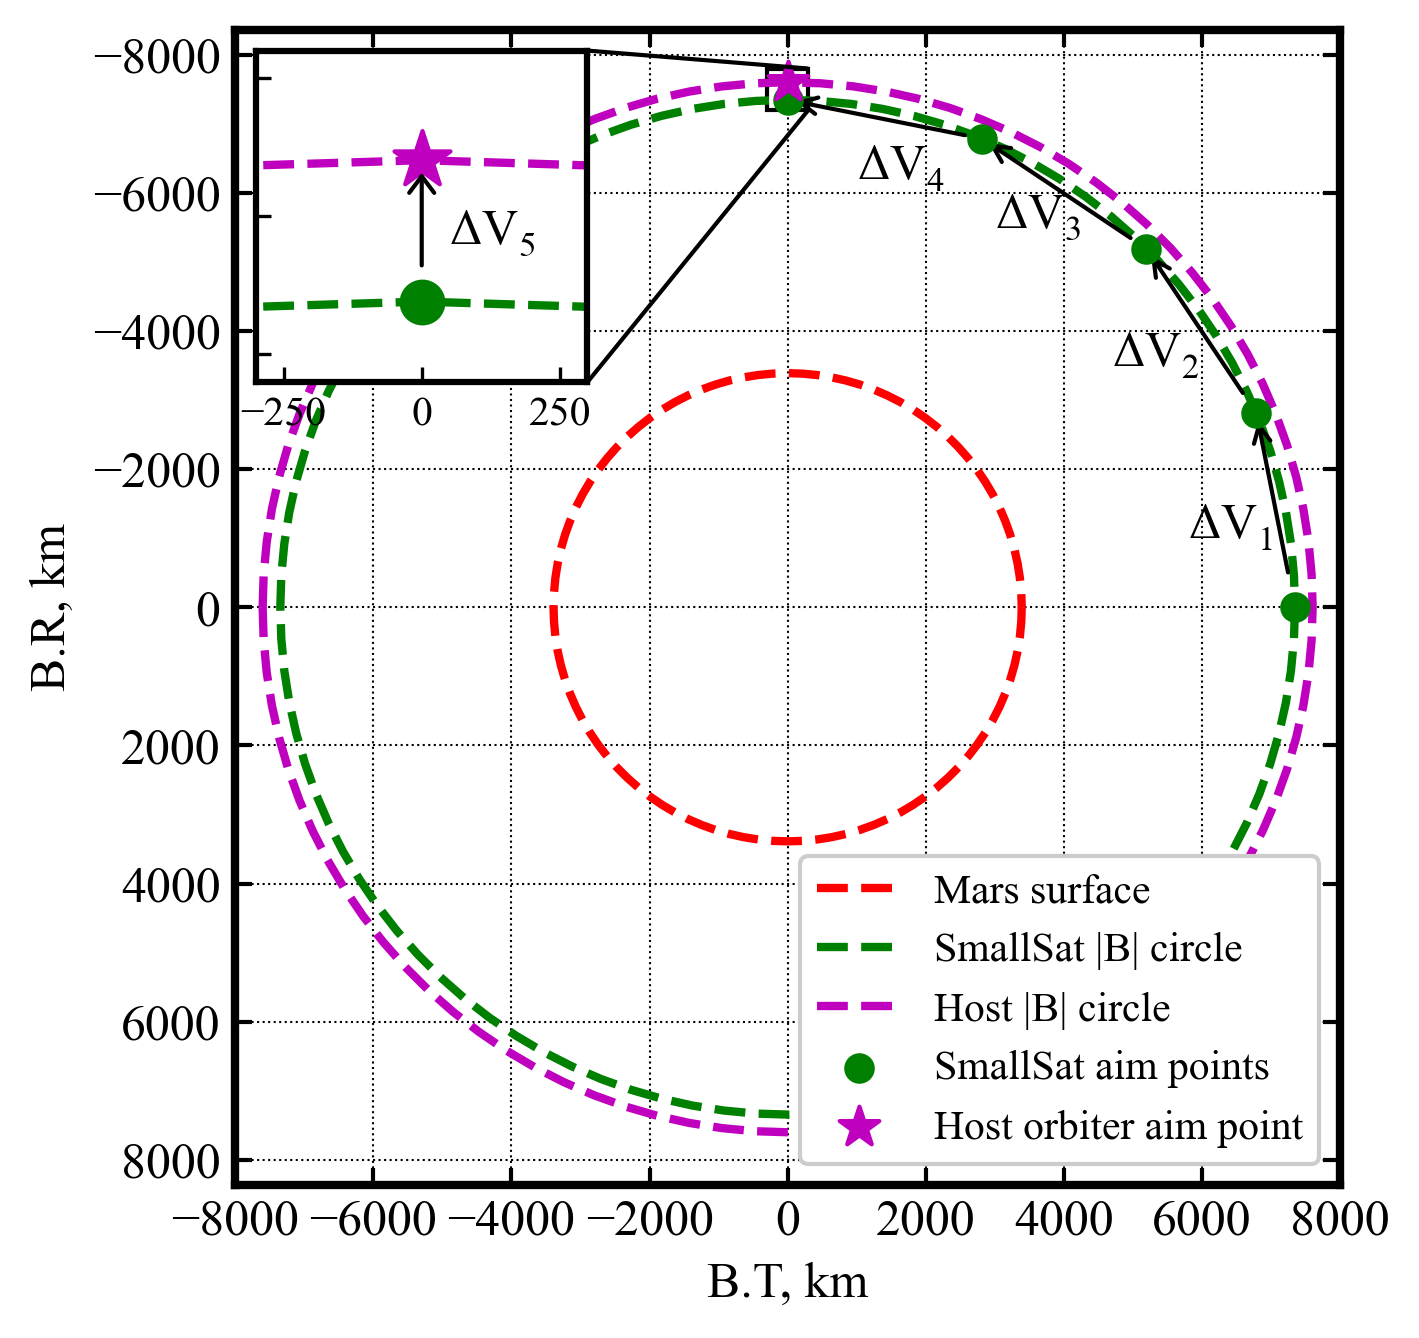 −8000
−6000
−4000
−2000
0
2000
4000
6000
8000
B.R, km
−250
0
250
ΔV5
ΔV4
ΔV3
ΔV2
ΔV1
Mars surface
SmallSat |B| circle
Host |B| circle
SmallSat aim points
Host orbiter aim point
−8000 −6000 −4000 −2000 0 2000 4000 6000 8000
B.T, km